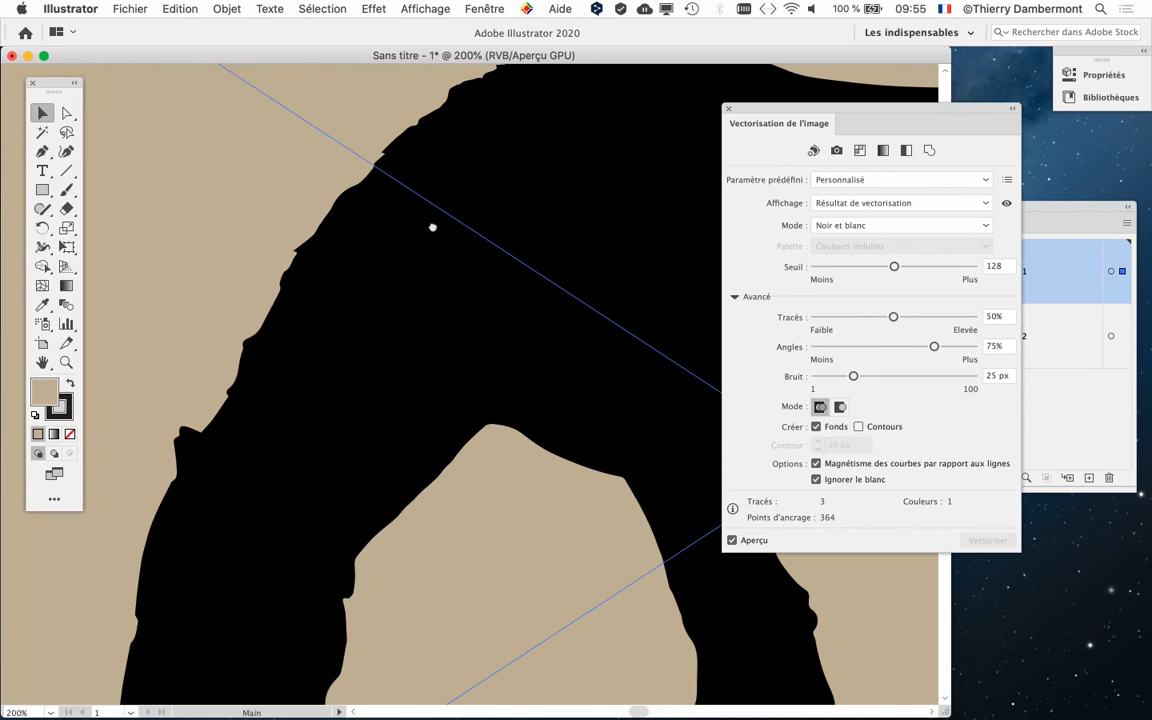 Illustrator Fichier Edition Objet Texte Sélection Effet Affichage Fenêtre Aide 100 % 09:55 ©Thierry Dambermont
Adobe Illustrator 2020
Les indispensables
Rechercher dans Adobe Stock
Sans titre - 1* @ 200% (RVB/Aperçu GPU)
Propriétés
Bibliothèques
Vectorisation de l'image
Paramètre prédéfini : Personnalisé
Affichage : Résultat de vectorisation
Mode : Noir et blanc
Palette : Couleurs réduites
Seuil : 128
Moins Plus
Avancé
Tracés : 50%
Faible Elevée
Angles : 75%
Moins Plus
Bruit : 25 px
1 100
Mode :
Créer : Fonds Contours
Contour : 10 px
Options : Magnétisme des courbes par rapport aux lignes
Ignorer le blanc
Tracés : 3 Couleurs : 1
Points d'ancrage : 364
Aperçu Vectoriser
1
2
200% 1 Main